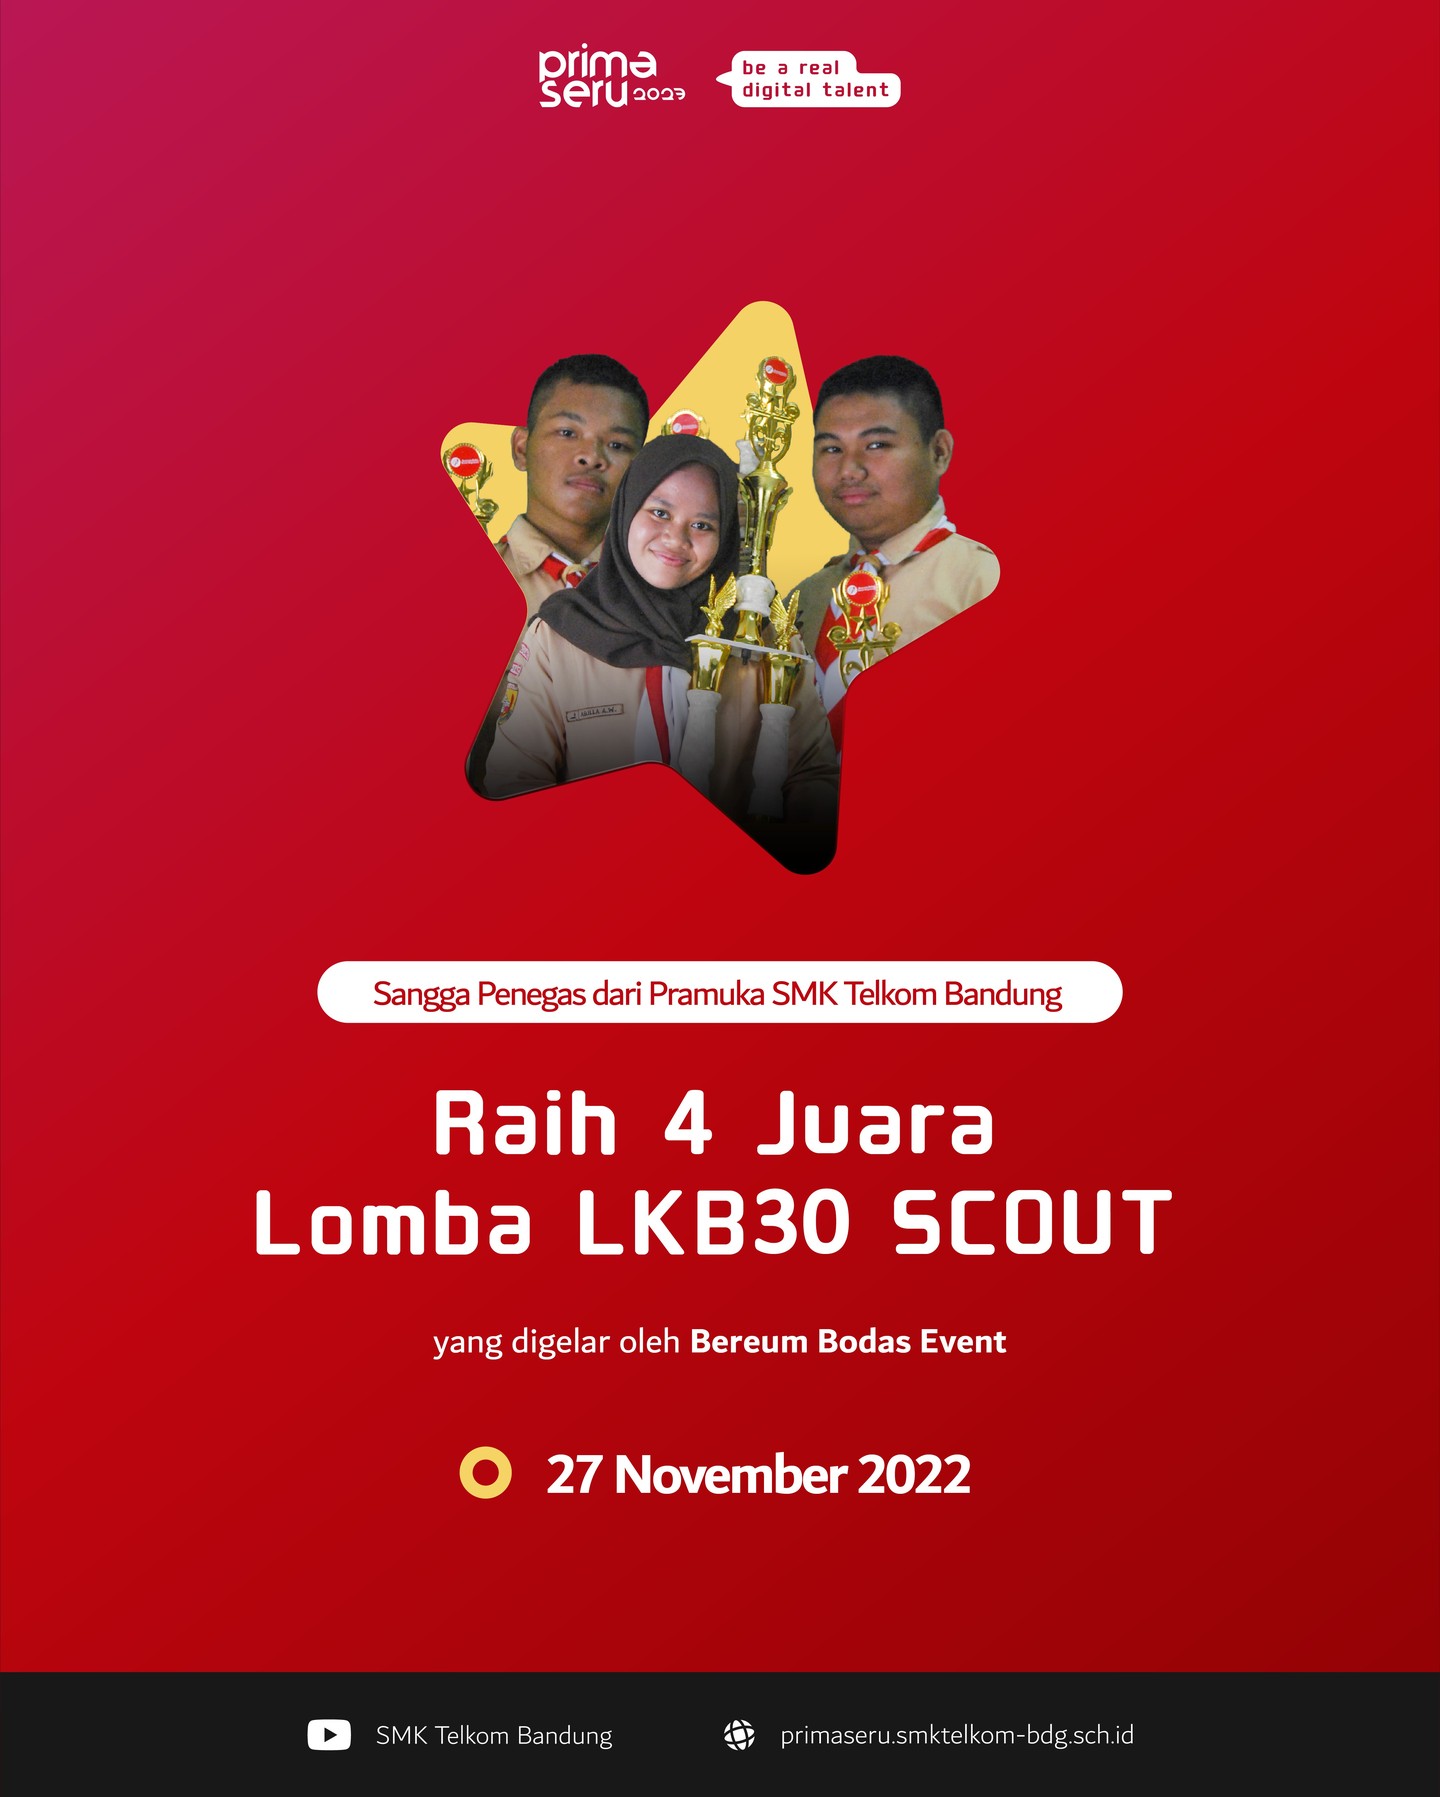 prima
seru 2023
be a real
digital talent
Sangga Penegas dari Pramuka SMK Telkom Bandung
Raih 4 Juara
Lomba LKB30 SCOUT
yang digelar oleh Bereum Bodas Event
27 November 2022
SMK Telkom Bandung
primaseru.smktelkom-bdg.sch.id